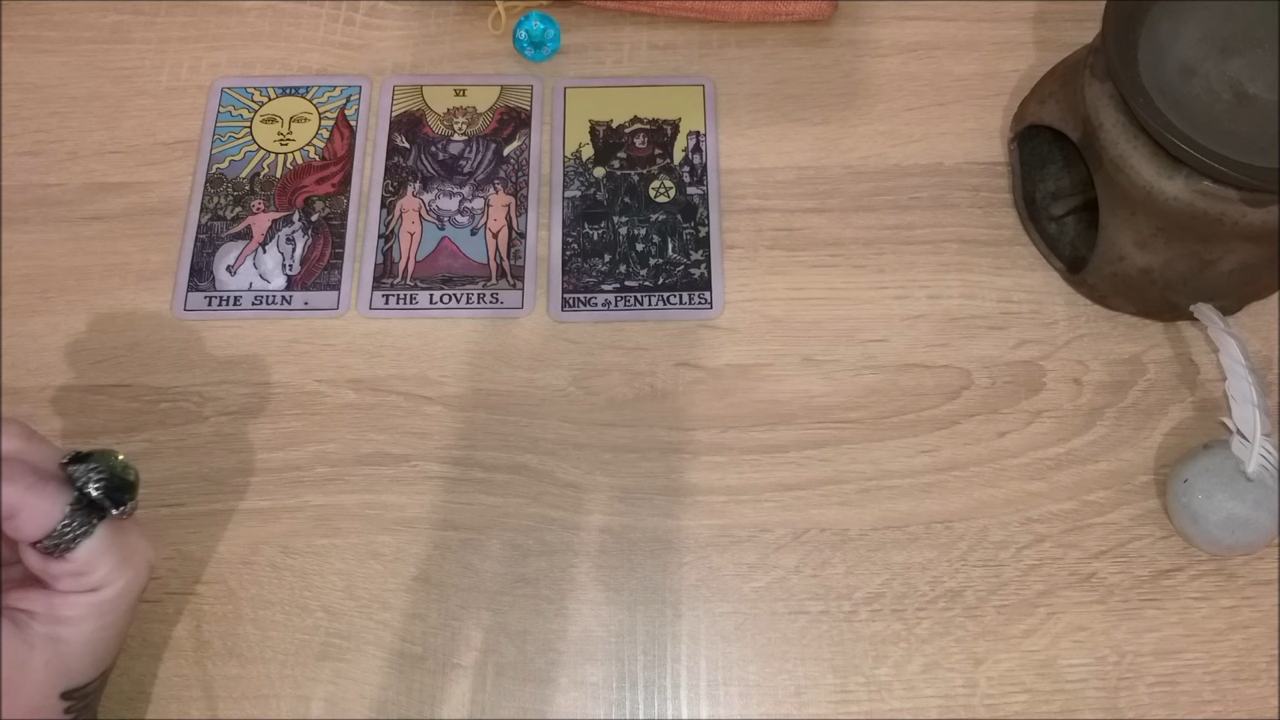 XIX
THE SUN .
VI
THE LOVERS.
KING of PENTACLES.